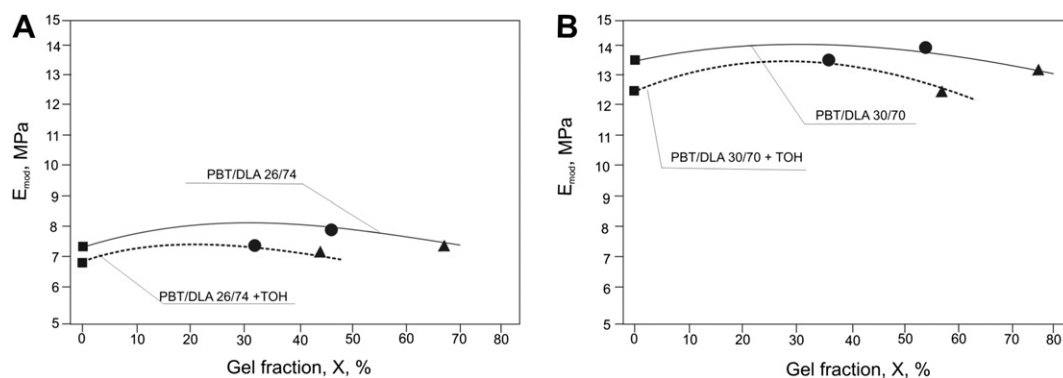 A
E_mod, MPa
15
14
13
12
11
10
9
8
7
6
5
PBT/DLA 26/74
PBT/DLA 26/74 +TOH
0 10 20 30 40 50 60 70 80
Gel fraction, X, %
B
E_mod, MPa
15
14
13
12
11
10
9
8
7
6
5
PBT/DLA 30/70
PBT/DLA 30/70 + TOH
0 10 20 30 40 50 60 70 80
Gel fraction, X, %